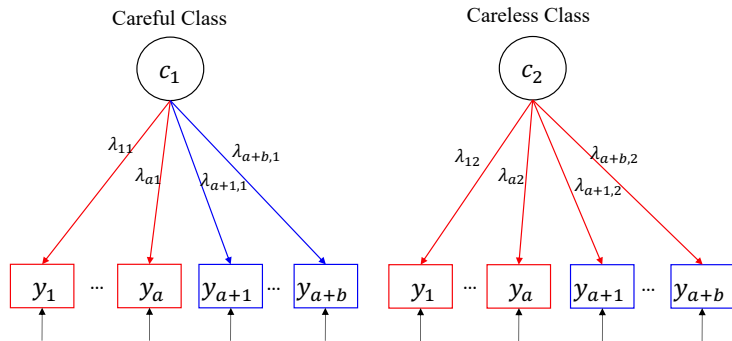 Careful Class
Careless Class
c₁
c₂
λ₁₁
λₐ₁
λₐ₊₁,₁
λₐ₊b,₁
λ₁₂
λₐ₂
λₐ₊₁,₂
λₐ₊b,₂
y₁ ... yₐ yₐ₊₁ ... yₐ₊b
y₁ ... yₐ yₐ₊₁ ... yₐ₊b